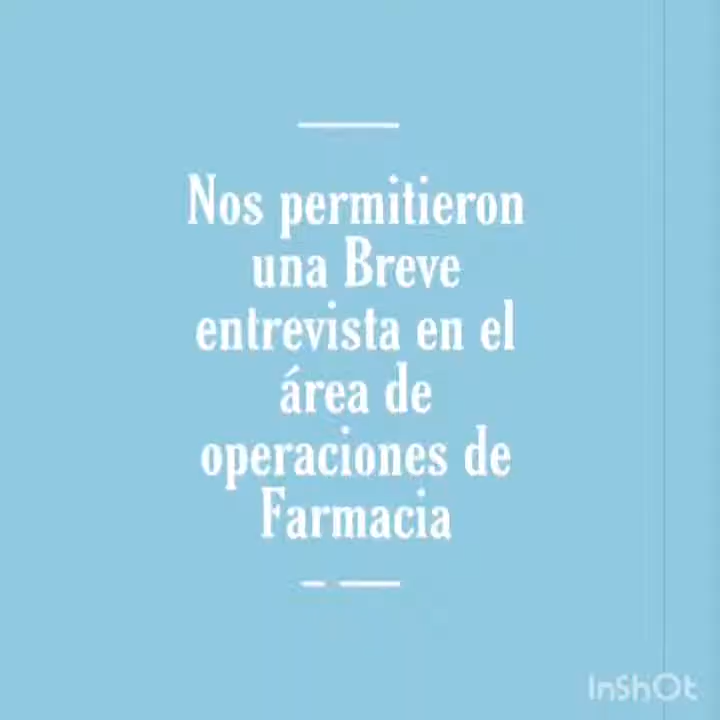 Nos permitieron
una Breve
entrevista en el
área de
operaciones de
Farmacia
InShOt